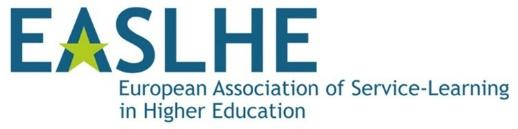 EASLHE
European Association of Service-Learning
in Higher Education